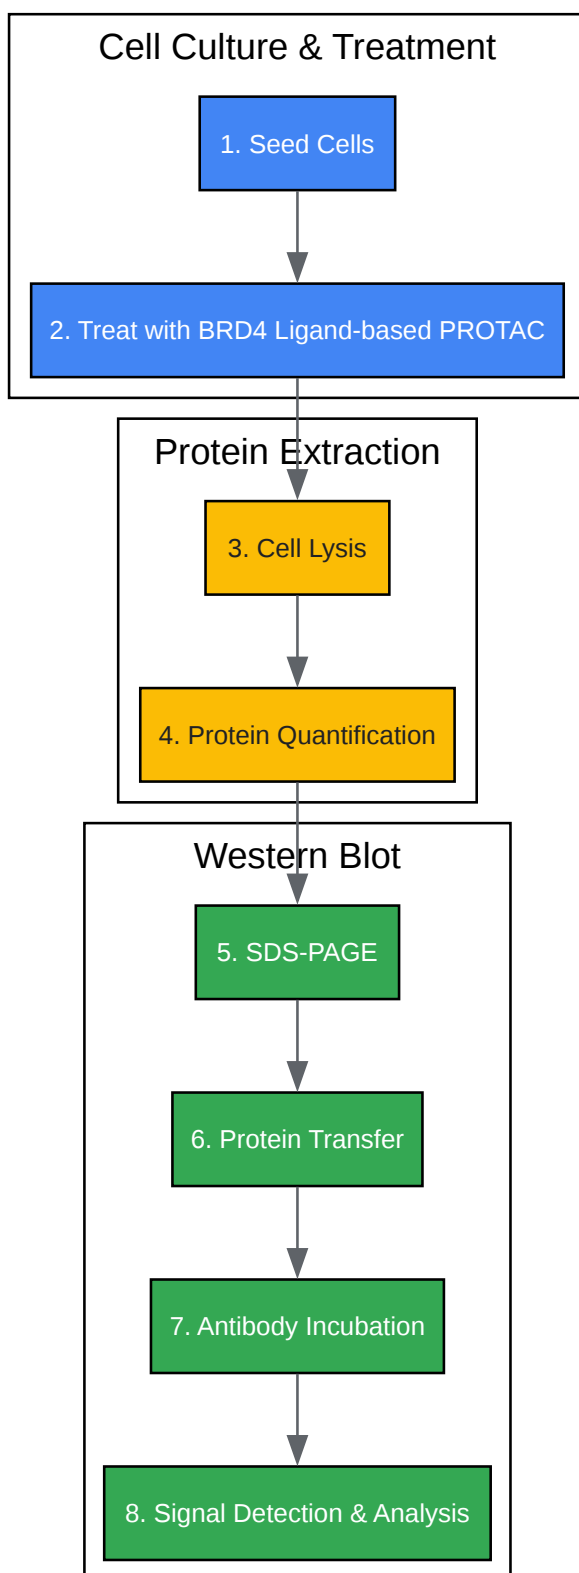 Cell Culture & Treatment
1. Seed Cells
2. Treat with BRD4 Ligand-based PROTAC
Protein Extraction
3. Cell Lysis
4. Protein Quantification
Western Blot
5. SDS-PAGE
6. Protein Transfer
7. Antibody Incubation
8. Signal Detection & Analysis